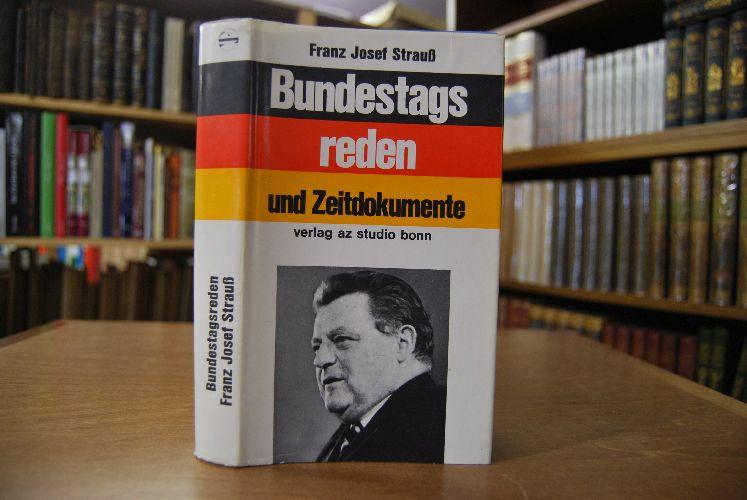 Franz Josef Strauß
Bundestags
reden
und Zeitdokumente
verlag az studio bonn
Bundestagsreden
Franz Josef Strauß